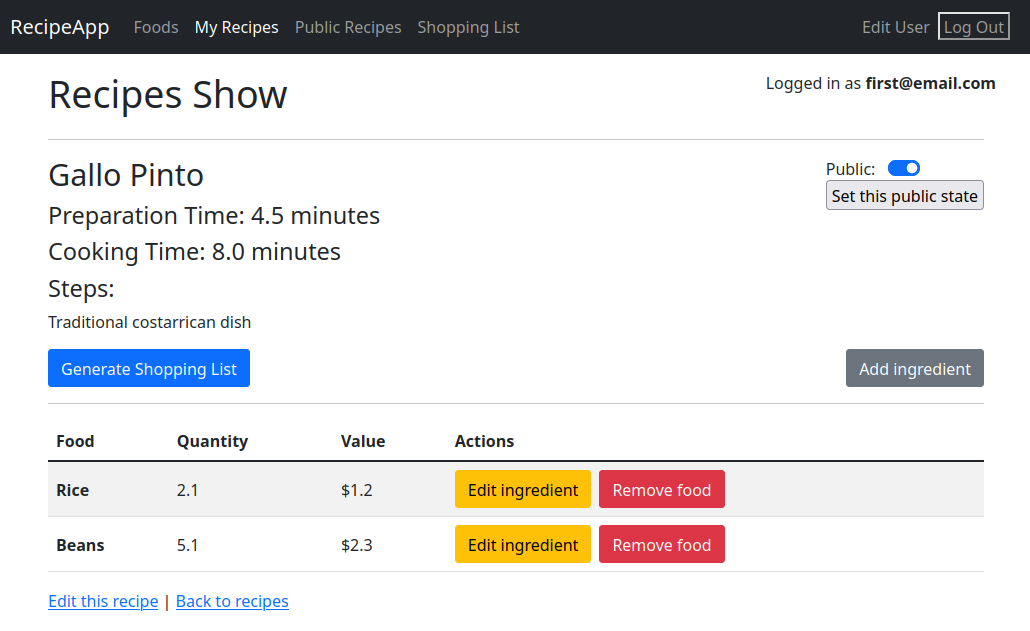 RecipeApp Foods My Recipes Public Recipes Shopping List Edit User Log Out
Logged in as first@email.com
Recipes Show
Gallo Pinto
Public:
Set this public state
Preparation Time: 4.5 minutes
Cooking Time: 8.0 minutes
Steps:
Traditional costarrican dish
Generate Shopping List Add ingredient
Food Quantity Value Actions
Rice 2.1 $1.2 Edit ingredient Remove food
Beans 5.1 $2.3 Edit ingredient Remove food
Edit this recipe | Back to recipes